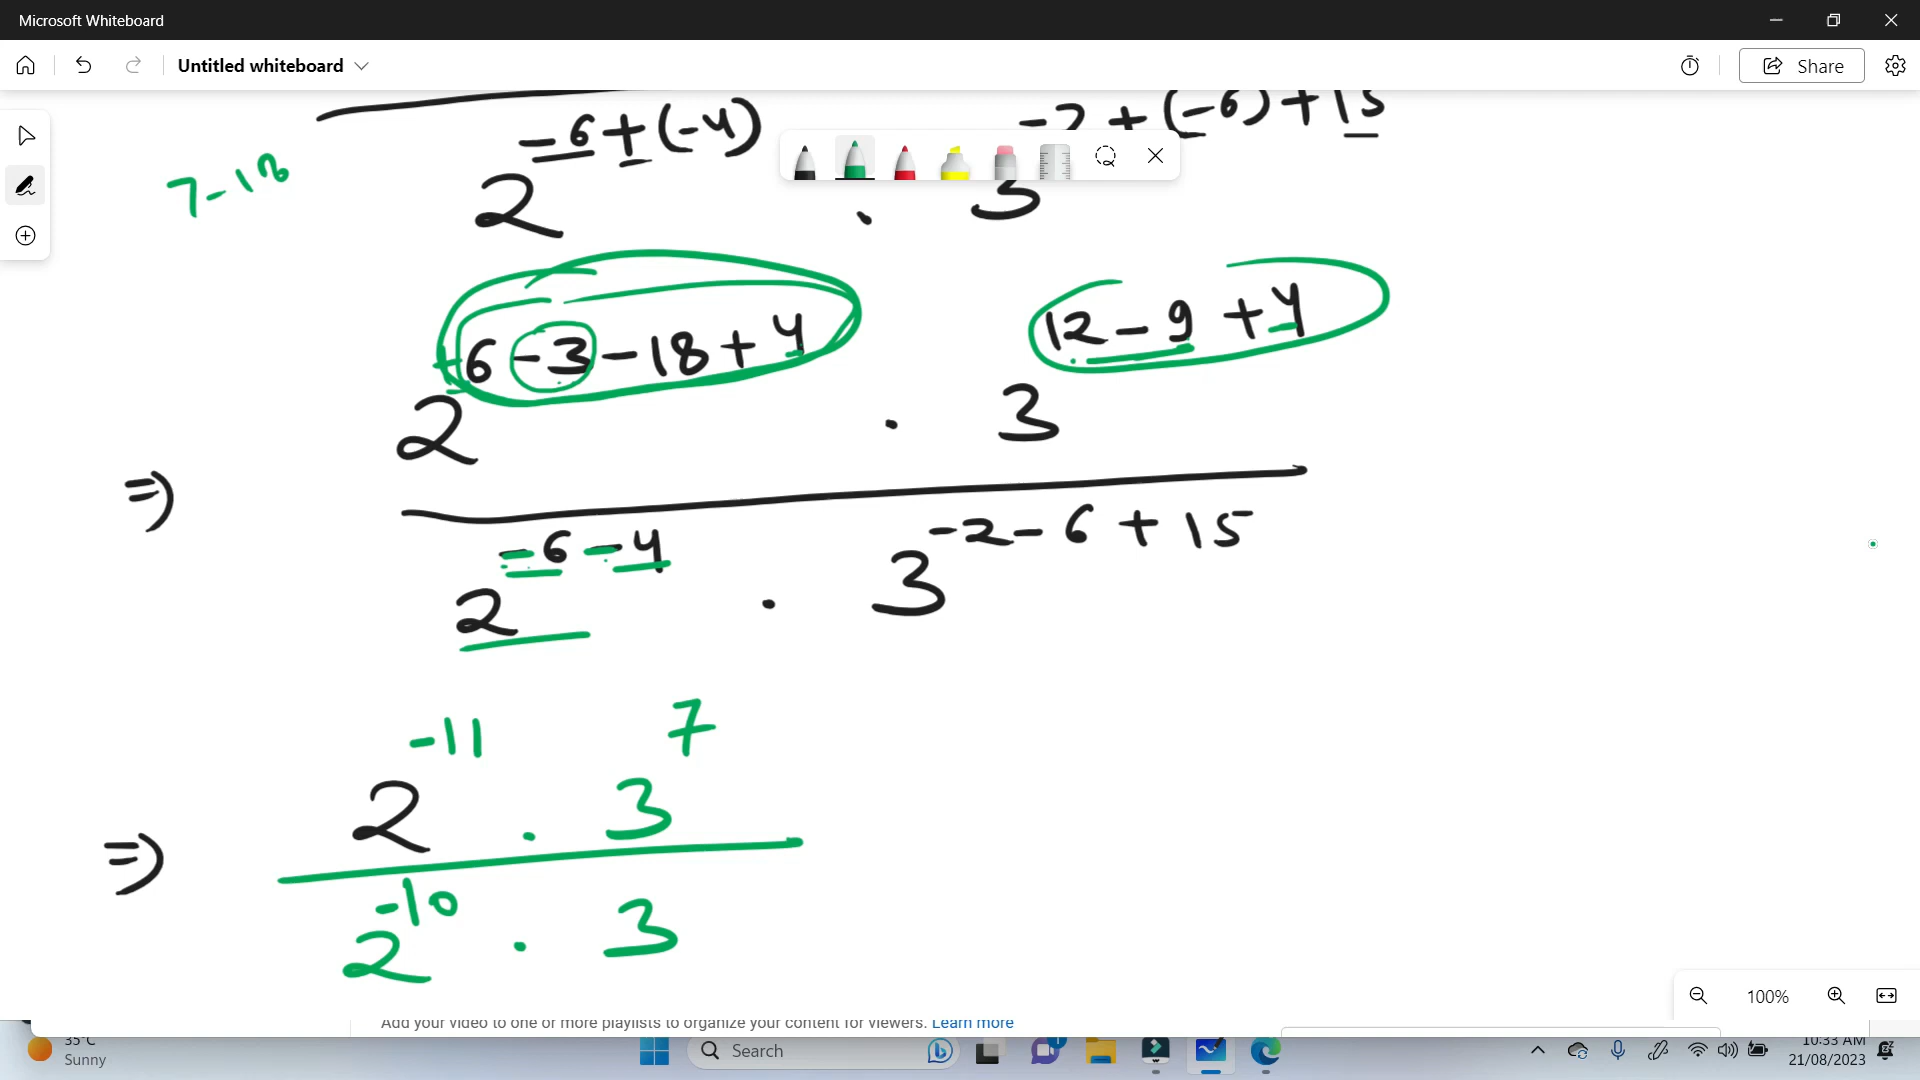 Microsoft Whiteboard
Untitled whiteboard
Share
-6+(-4) -2+(-6)+15
7-18
2 . 3
+6-3-18+4 12-9+4
2 . 3
=)
-6-4 -2-6+15
2 . 3
-11 7
2 . 3
=)
-10
2 . 3
100%
Add your video to one or more playlists to organize your content for viewers. Learn more
35°C
Sunny
Search
1
10:33 AM
21/08/2023